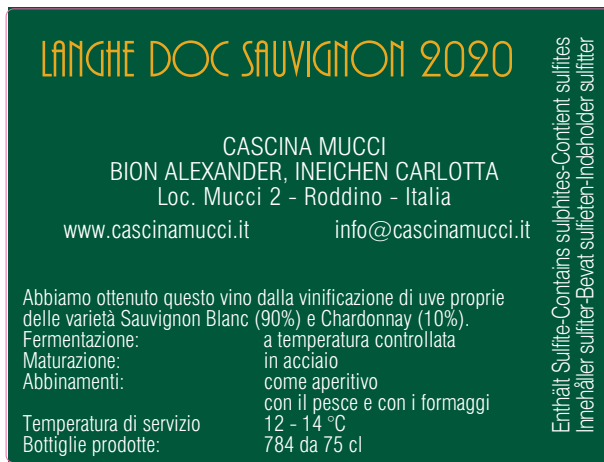 LANGHE DOC SAUVIGNON 2020
CASCINA MUCCI
BION ALEXANDER, INEICHEN CARLOTTA
Loc. Mucci 2 - Roddino - Italia
www.cascinamucci.it info@cascinamucci.it
Abbiamo ottenuto questo vino dalla vinificazione di uve proprie
delle varietà Sauvignon Blanc (90%) e Chardonnay (10%).
Fermentazione: a temperatura controllata
Maturazione: in acciaio
Abbinamenti: come aperitivo
con il pesce e con i formaggi
Temperatura di servizio 12 - 14 °C
Bottiglie prodotte: 784 da 75 cl
Enthält Sulfite-Contains sulphites-Contient sulfites
Innehåller sulfiter-Bevat sulfieten-Indeholder sulfitter